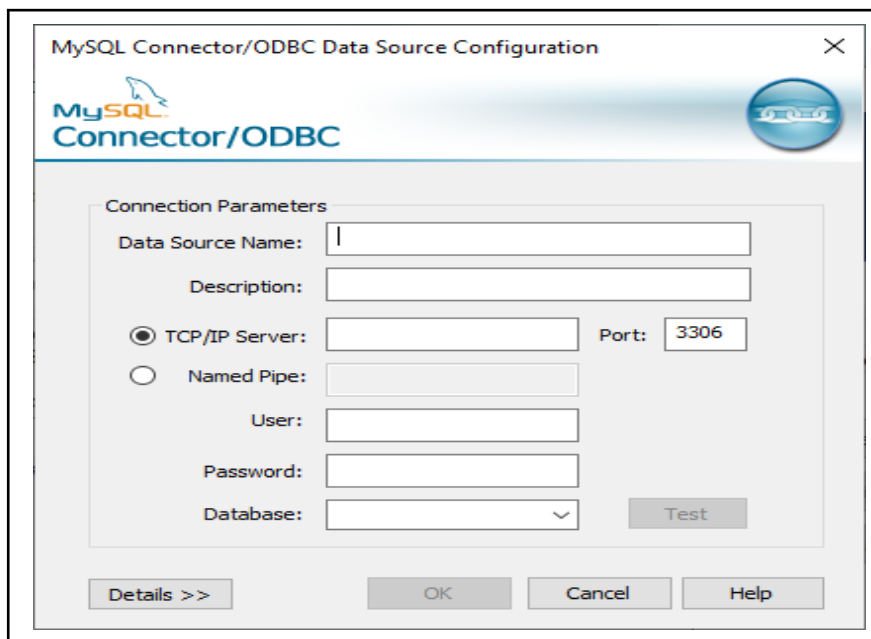 MySQL Connector/ODBC Data Source Configuration
MySQL
Connector/ODBC
Connection Parameters
Data Source Name:
Description:
TCP/IP Server: Port: 3306
Named Pipe:
User:
Password:
Database: Test
Details >> OK Cancel Help